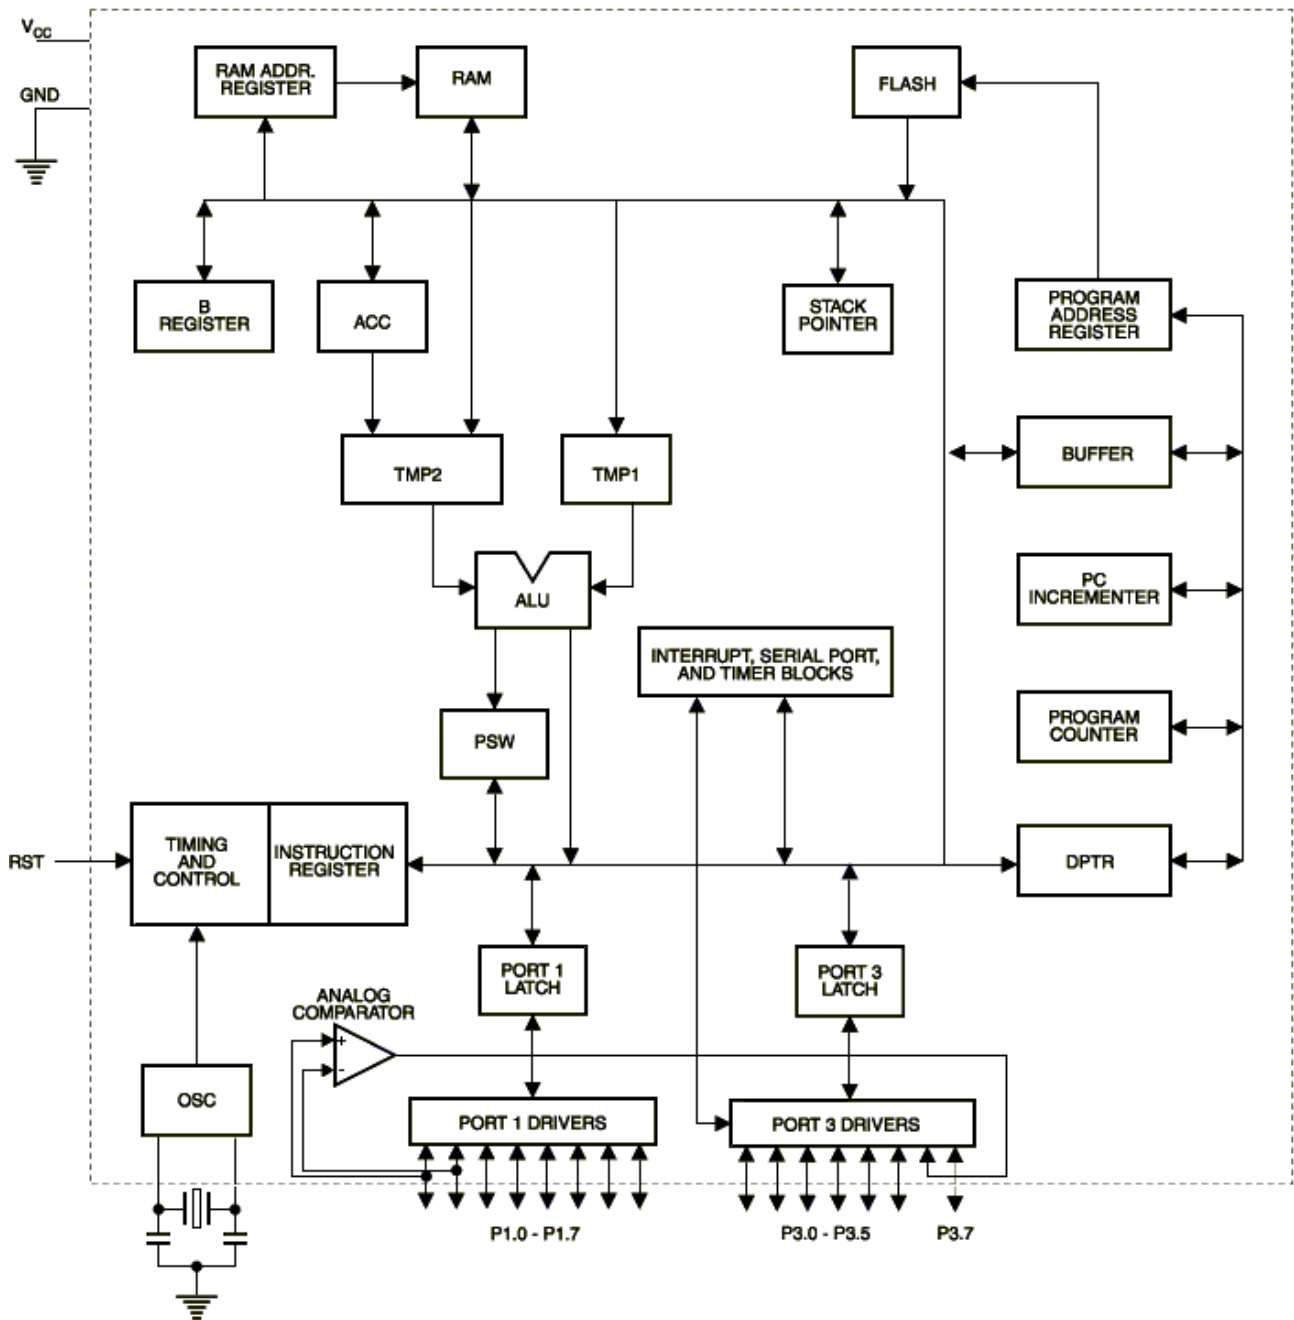 VCC
GND
RAM ADDR.
REGISTER
RAM
FLASH
B
REGISTER
ACC
STACK
POINTER
PROGRAM
ADDRESS
REGISTER
BUFFER
TMP2
TMP1
ALU
PC
INCREMENTER
INTERRUPT, SERIAL PORT,
AND TIMER BLOCKS
PROGRAM
COUNTER
PSW
RST
TIMING
AND
CONTROL
INSTRUCTION
REGISTER
DPTR
PORT 1
LATCH
PORT 3
LATCH
ANALOG
COMPARATOR
+
-
OSC
PORT 1 DRIVERS
PORT 3 DRIVERS
P1.0 - P1.7
P3.0 - P3.5
P3.7